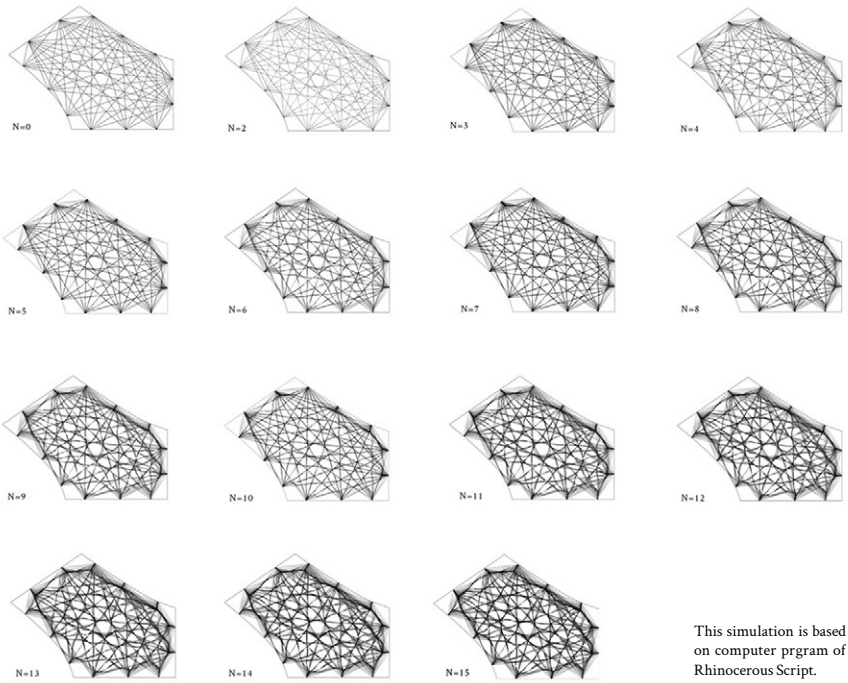 N=0
N=2
N=3
N=4
N=5
N=6
N=7
N=8
N=9
N=10
N=11
N=12
N=13
N=14
N=15
This simulation is based
on computer prgram of
Rhinocerous Script.